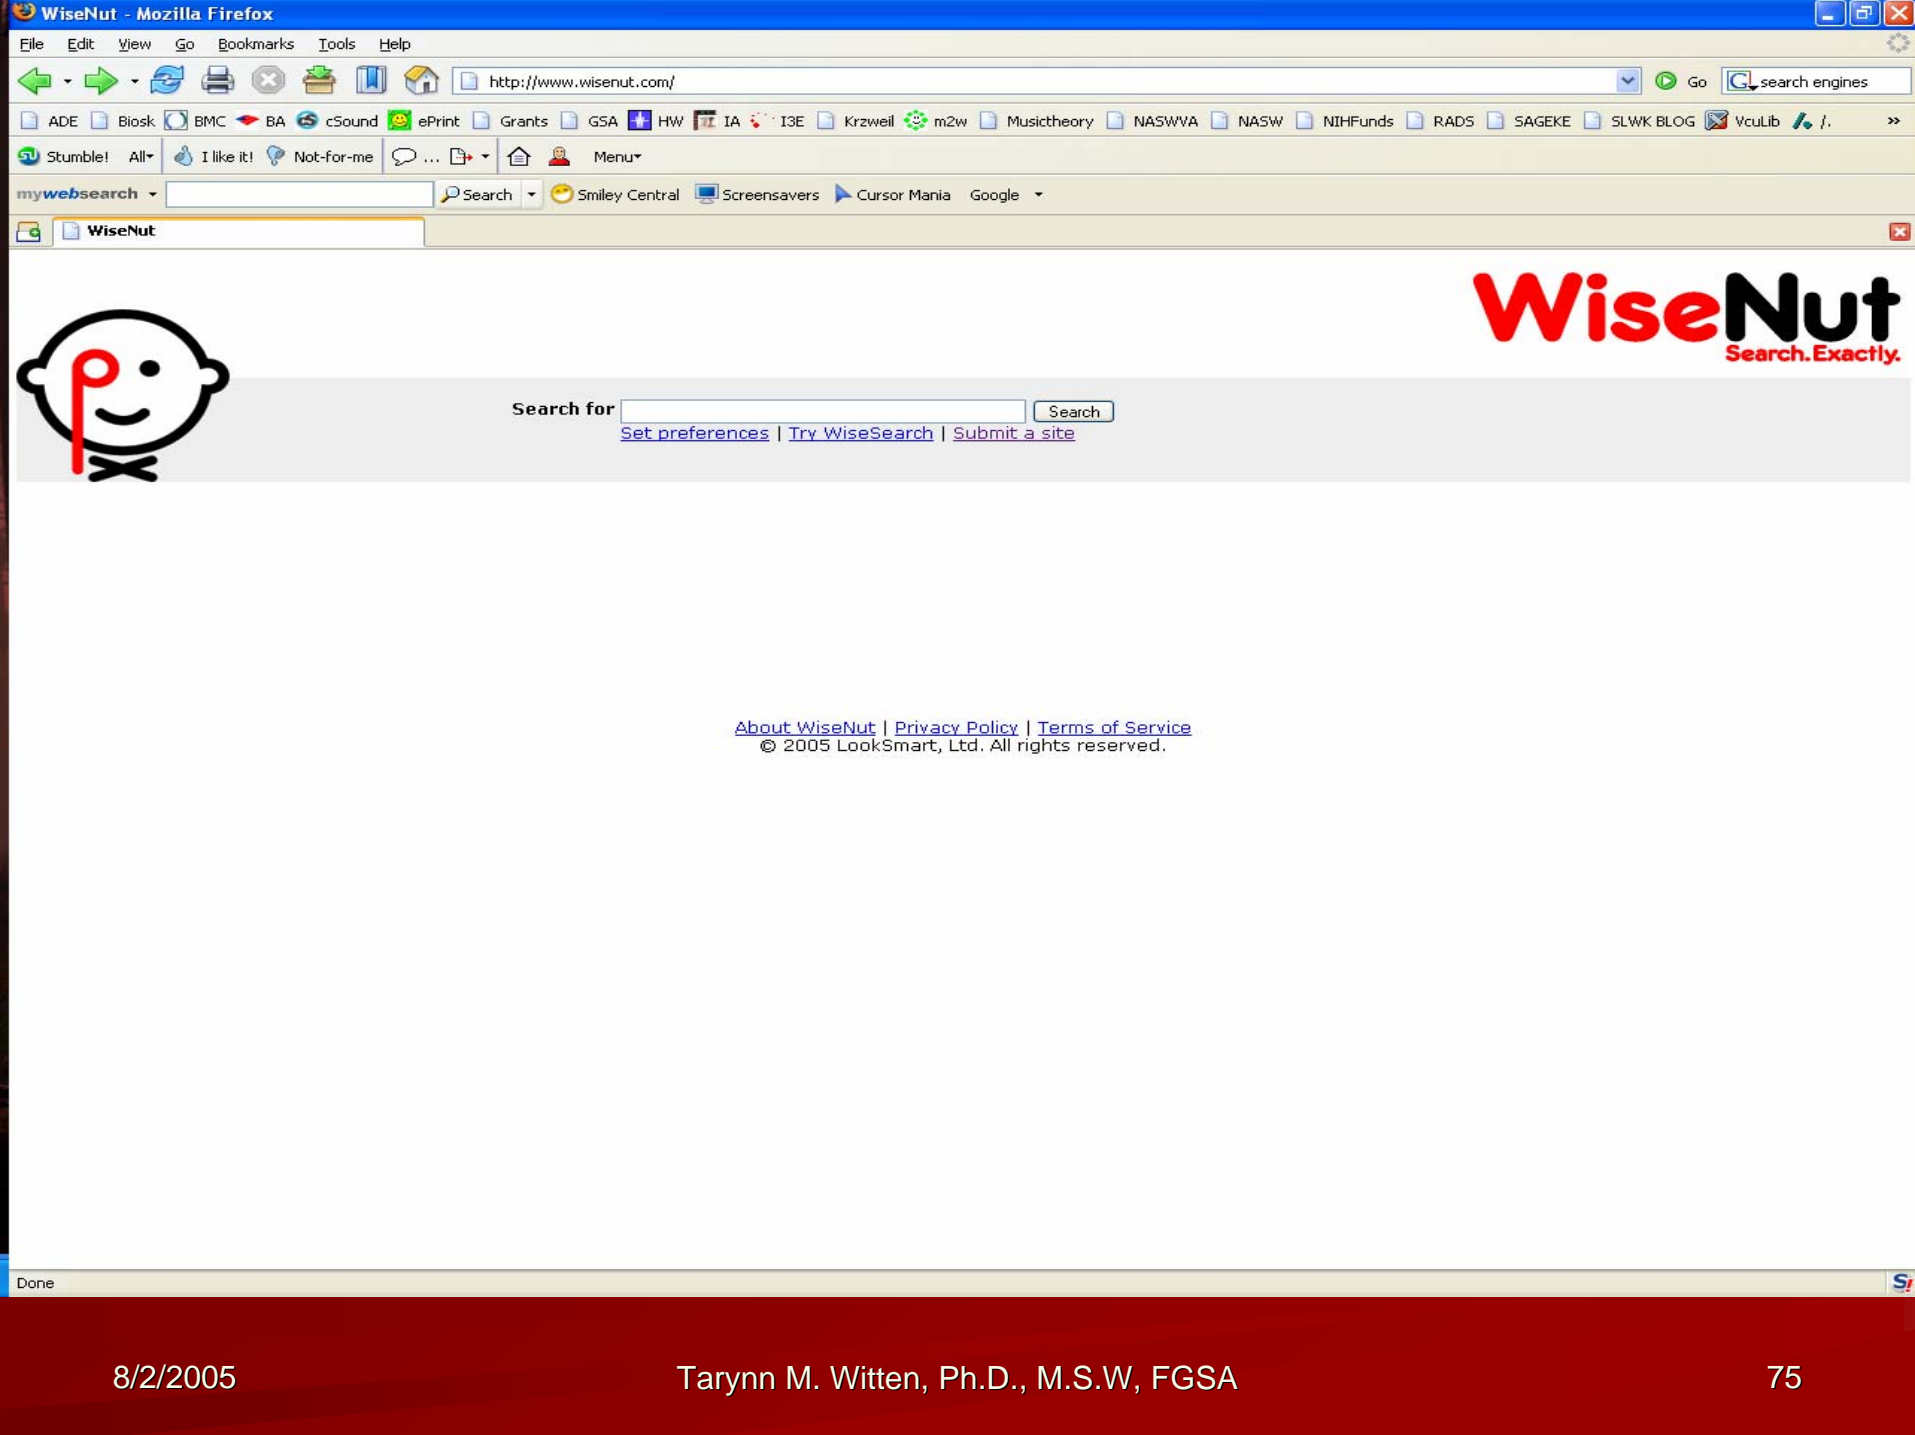 WiseNut - Mozilla Firefox
File Edit View Go Bookmarks Tools Help
http://www.wisenut.com/ Go G search engines
ADE Biosk BMC BA cSound ePrint Grants GSA HW IA I3E Krzweil m2w Musictheory NASWVA NASW NIHFunds RADS SAGEKE SLWK BLOG VcuLib /. »
Stumble! All I like it! Not-for-me ... Menu
mywebsearch Search Smiley Central Screensavers Cursor Mania Google
WiseNut
WiseNut
Search.Exactly.
Search for Search
Set preferences | Try WiseSearch | Submit a site
About WiseNut | Privacy Policy | Terms of Service
© 2005 LookSmart, Ltd. All rights reserved.
Done S!
8/2/2005 Tarynn M. Witten, Ph.D., M.S.W, FGSA 75